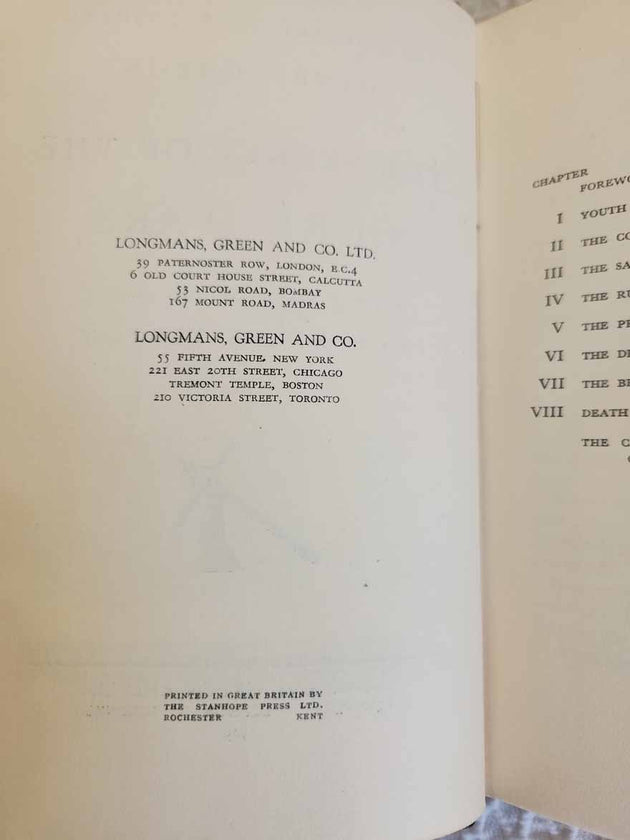 LONGMANS, GREEN AND CO. LTD.
39 PATERNOSTER ROW, LONDON, E.C.4
6 OLD COURT HOUSE STREET, CALCUTTA
53 NICOL ROAD, BOMBAY
167 MOUNT ROAD, MADRAS
LONGMANS, GREEN AND CO.
55 FIFTH AVENUE, NEW YORK
221 EAST 20TH STREET, CHICAGO
TREMONT TEMPLE, BOSTON
210 VICTORIA STREET, TORONTO
PRINTED IN GREAT BRITAIN BY
THE STANHOPE PRESS LTD.
ROCHESTER KENT
CHAPTER
I YOUTH
II THE
III THE
IV THE
V THE
VI THE
VII THE
VIII DEATH
THE